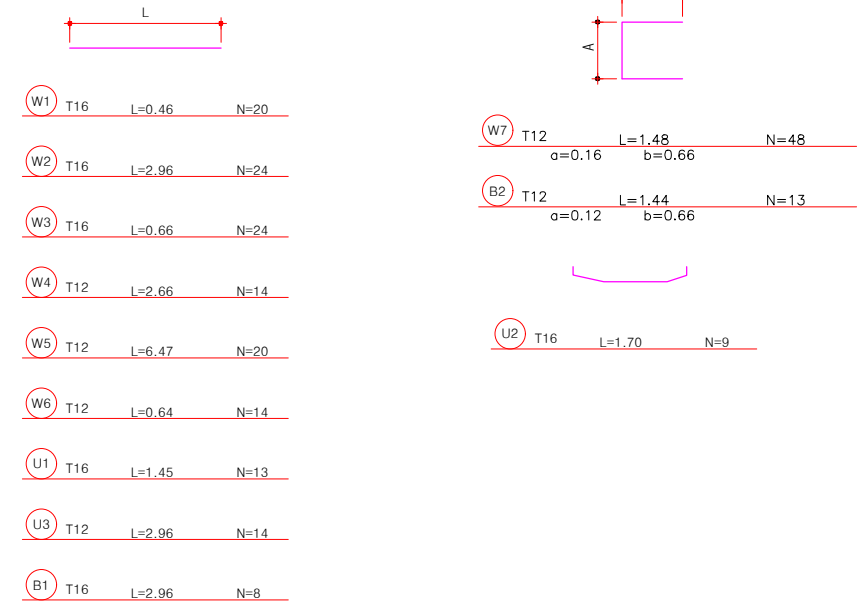 L
W1 T16 L=0.46 N=20
W2 T16 L=2.96 N=24
W3 T16 L=0.66 N=24
W4 T12 L=2.66 N=14
W5 T12 L=6.47 N=20
W6 T12 L=0.64 N=14
U1 T16 L=1.45 N=13
U3 T12 L=2.96 N=14
B1 T16 L=2.96 N=8
A
W7 T12 L=1.48 N=48
a=0.16 b=0.66
B2 T12 L=1.44 N=13
a=0.12 b=0.66
U2 T16 L=1.70 N=9